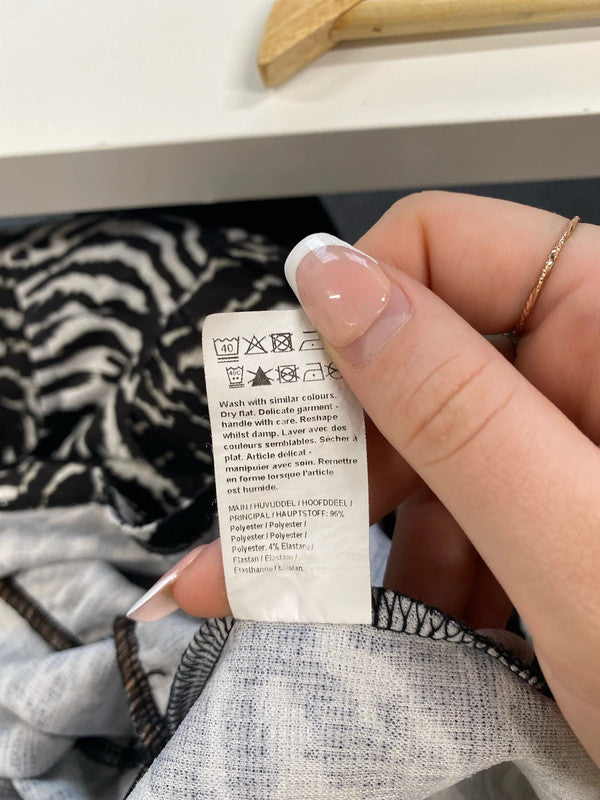 40
40C
Wash with similar colours.
Dry flat. Delicate garment -
handle with care. Reshape
whilst damp. Laver avec des
couleurs semblables. Sécher à
plat. Article délicat -
manipuler avec soin. Remettre
en forme lorsque l'article
est humide.
MAIN / HUVUDDEL / HOOFDDEEL /
PRINCIPAL / HAUPTSTOFF: 96%
Polyester / Polyester /
Polyester / Polyester /
Polyester. 4% Elastane /
Elastan / Elastaan /
Elasthanne / Elastan.